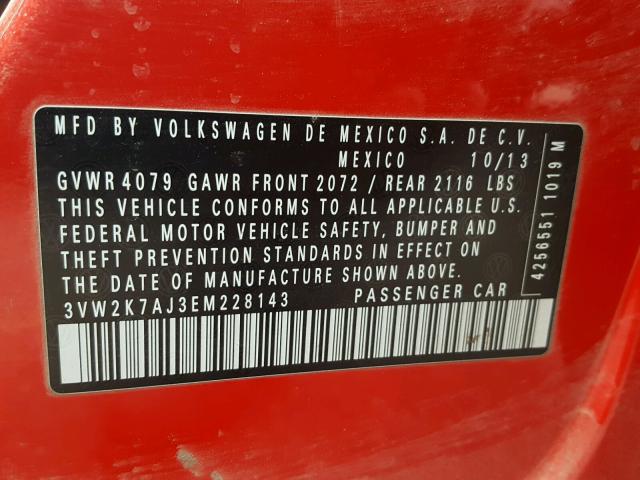 MFD BY VOLKSWAGEN DE MEXICO S.A. DE C.V.
MEXICO 10/13
GVWR 4079 GAWR FRONT 2072 / REAR 2116 LBS
THIS VEHICLE CONFORMS TO ALL APPLICABLE U.S.
FEDERAL MOTOR VEHICLE SAFETY, BUMPER AND
THEFT PREVENTION STANDARDS IN EFFECT ON
THE DATE OF MANUFACTURE SHOWN ABOVE.
3VW2K7AJ3EM228143 PASSENGER CAR
4256551 1019 M